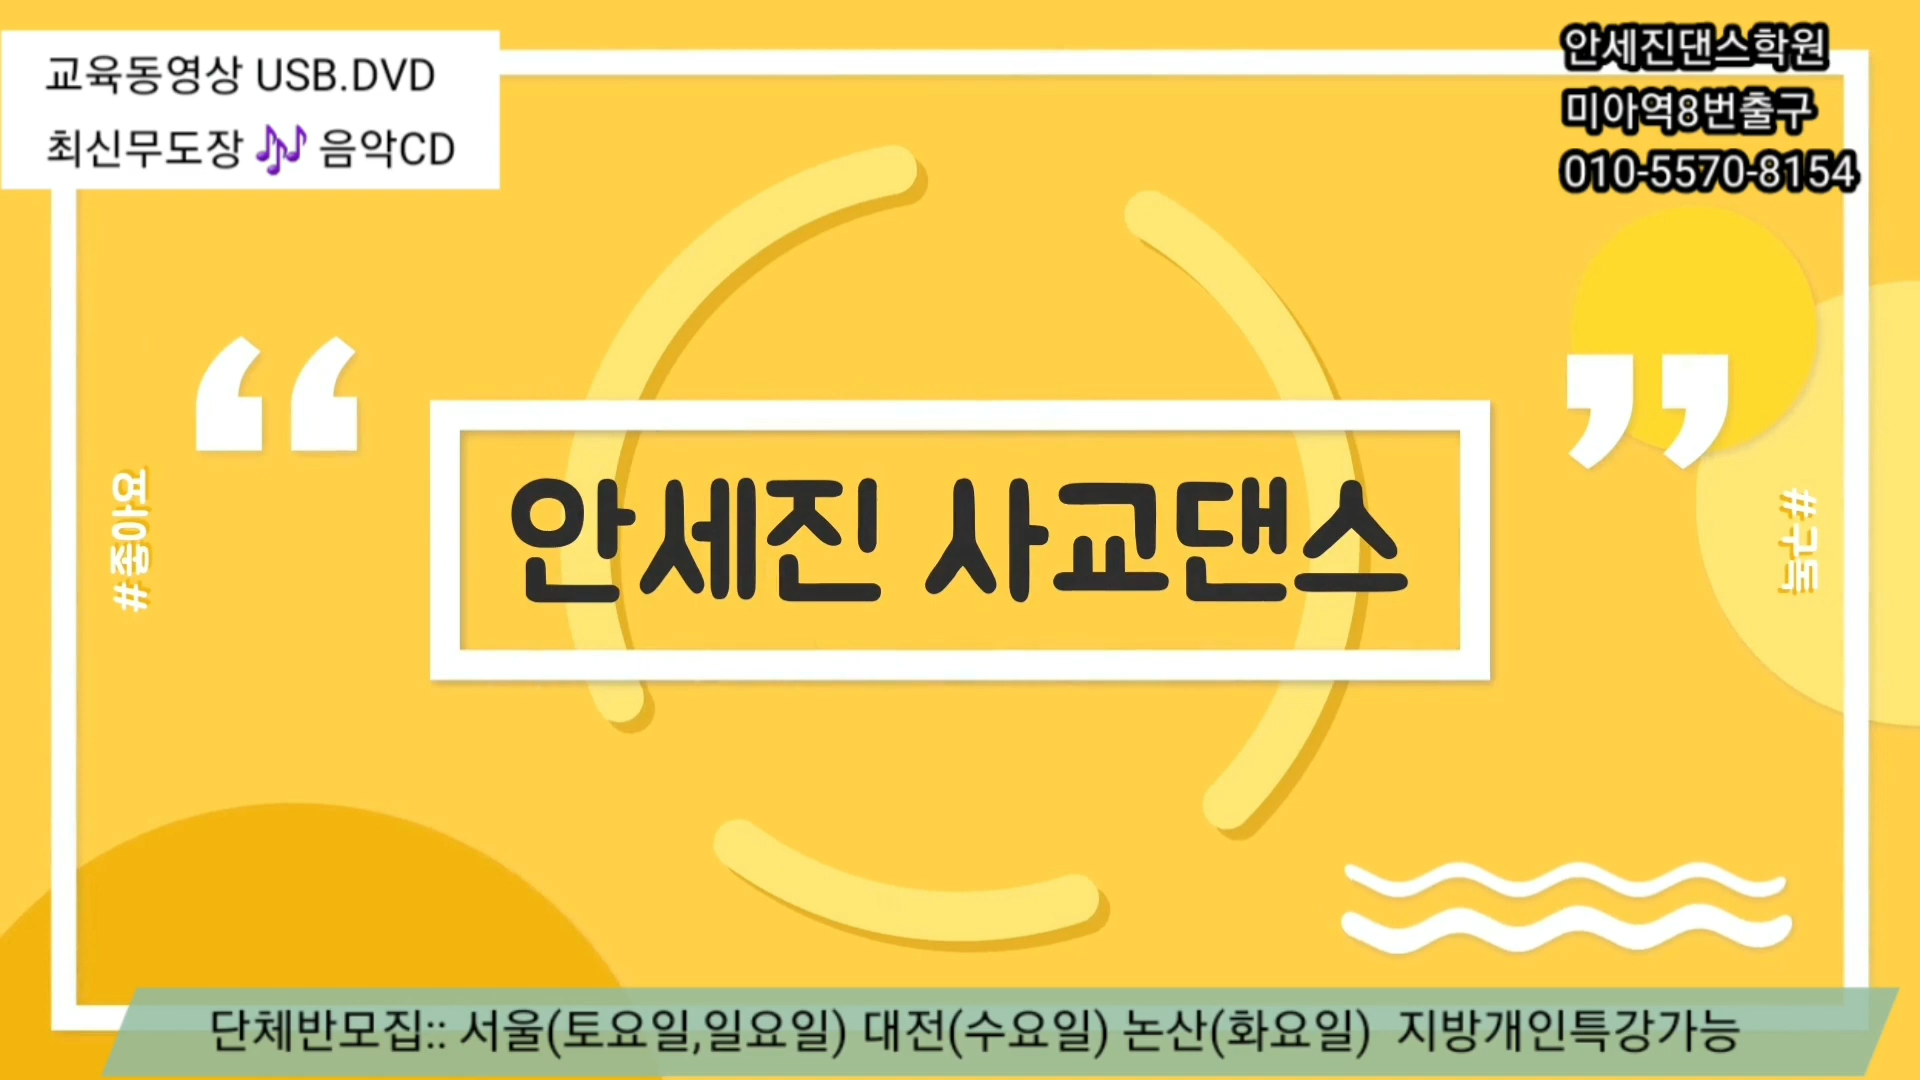 교육동영상 USB.DVD
최신무도장 🎶 음악CD
안세진댄스학원
미아역8번출구
010-5570-8154
#좋아요
안세진 사교댄스
#구독
단체반모집:: 서울(토요일,일요일) 대전(수요일) 논산(화요일) 지방개인특강가능